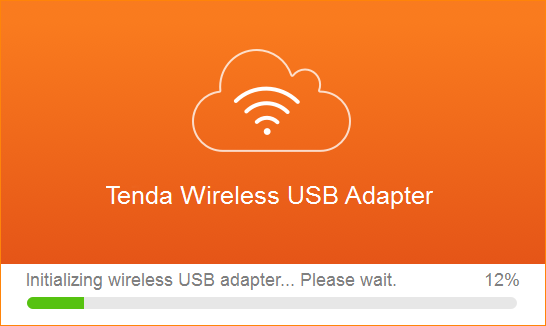 Tenda Wireless USB Adapter
Initializing wireless USB adapter... Please wait. 12%